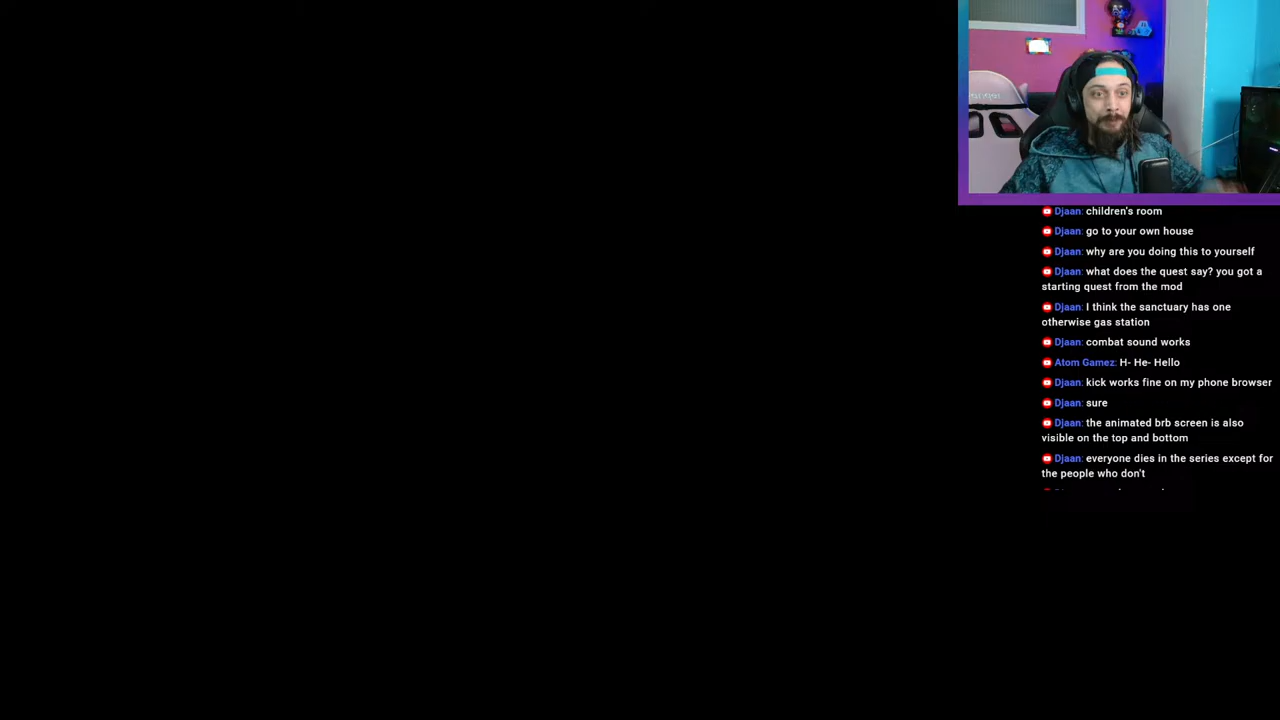 Djaan: children's room
Djaan: go to your own house
Djaan: why are you doing this to yourself
Djaan: what does the quest say? you got a
starting quest from the mod
Djaan: I think the sanctuary has one
otherwise gas station
Djaan: combat sound works
Atom Gamez: H- He- Hello
Djaan: kick works fine on my phone browser
Djaan: sure
Djaan: the animated brb screen is also
visible on the top and bottom
Djaan: everyone dies in the series except for
the people who don't